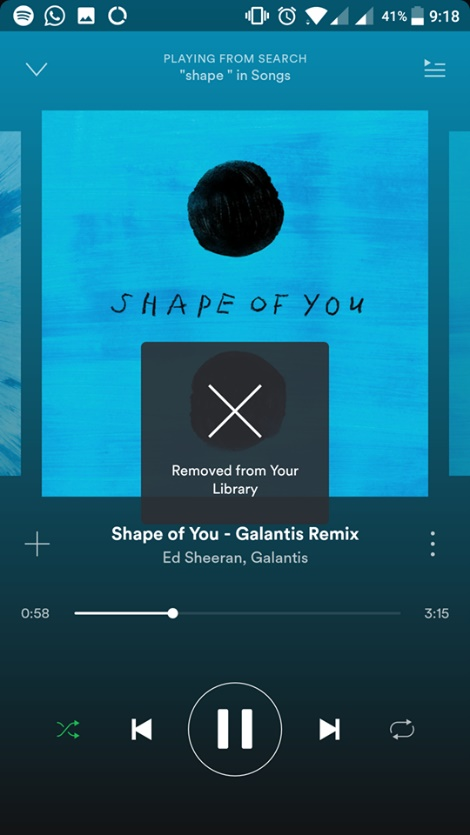 41% 9:18
PLAYING FROM SEARCH
"shape " in Songs
SHAPE OF YOU
Removed from Your
Library
Shape of You - Galantis Remix
Ed Sheeran, Galantis
0:58 3:15